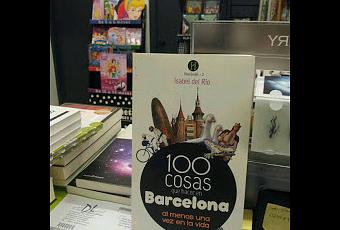 Isabel del Río
100
COSAS
que hacer en
Barcelona
al menos una
vez en la vida